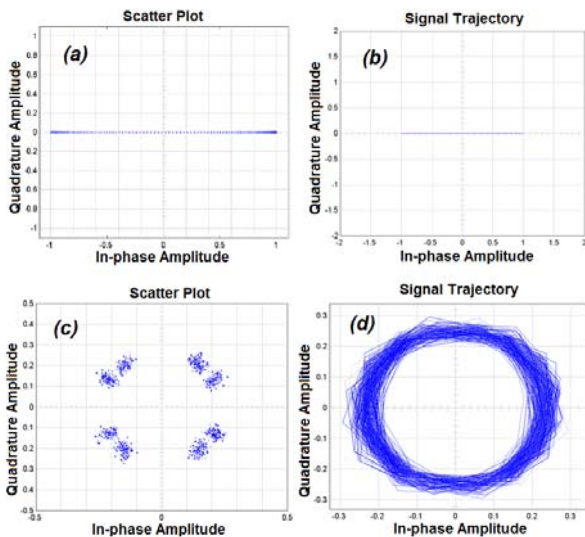 Scatter Plot
(a)
1
0.8
0.6
0.4
0.2
0
-0.2
-0.4
-0.6
-0.8
-1
Quadrature Amplitude
-1 -0.5 0 0.5 1
In-phase Amplitude
Signal Trajectory
(b)
2
1.5
1
0.5
0
-0.5
-1
-1.5
-2
Quadrature Amplitude
-2 -1.5 -1 -0.5 0 0.5 1 1.5 2
In-phase Amplitude
Scatter Plot
(c)
0.5
0.4
0.3
0.2
0.1
0
0.1
0.2
0.3
0.4
-0.5
Quadrature Amplitude
-0.5 0 0.5
In-phase Amplitude
Signal Trajectory
(d)
0.3
0.2
0.1
0
-0.1
-0.2
-0.3
Quadrature Amplitude
-0.3 -0.2 -0.1 0 0.1 0.2 0.3
In-phase Amplitude